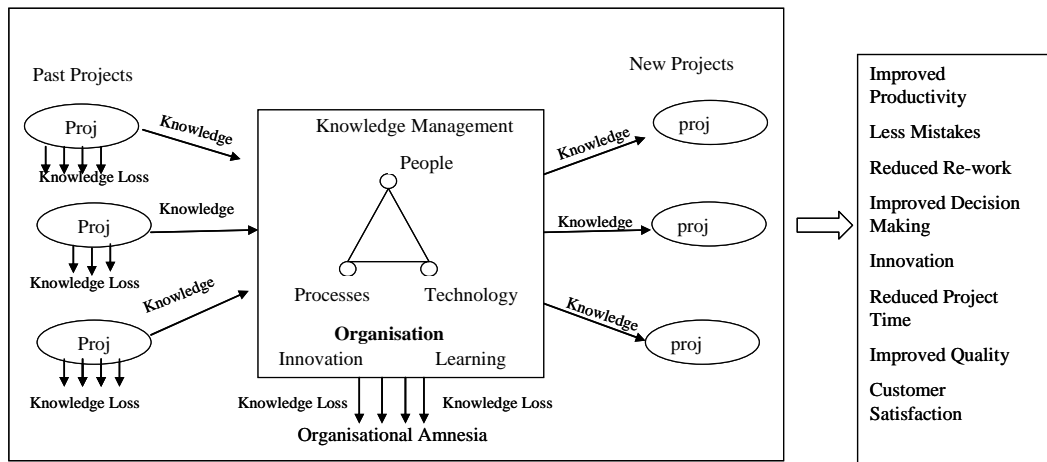 Past Projects
Proj
Knowledge
Knowledge Loss
Proj
Knowledge
Knowledge Loss
Proj
Knowledge
Knowledge Loss
Knowledge Management
People
Processes
Technology
Organisation
Innovation
Learning
Knowledge Loss
Knowledge Loss
Organisational Amnesia
New Projects
Knowledge
proj
Knowledge
proj
Knowledge
proj
Improved
Productivity
Less Mistakes
Reduced Re-work
Improved Decision
Making
Innovation
Reduced Project
Time
Improved Quality
Customer
Satisfaction